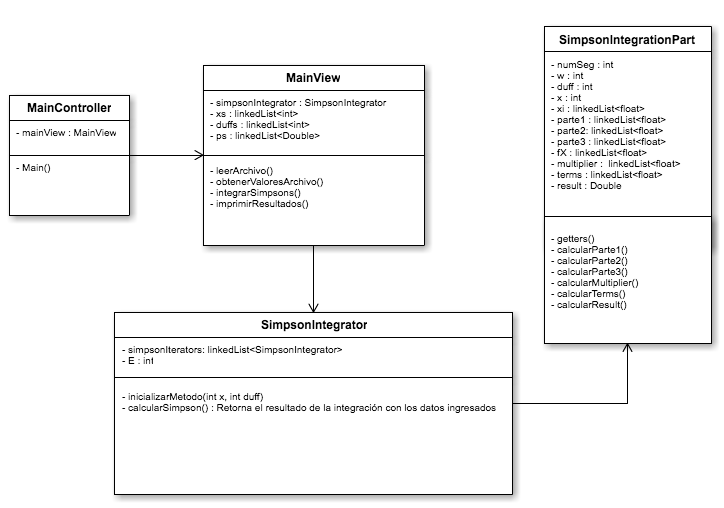 MainController
- mainView : MainView
- Main()
MainView
- simpsonIntegrator : SimpsonIntegrator
- xs : linkedList<int>
- duffs : linkedList<int>
- ps : linkedList<Double>
- leerArchivo()
- obtenerValoresArchivo()
- integrarSimpsons()
- imprimirResultados()
SimpsonIntegrator
- simpsonIterators: linkedList<SimpsonIntegrator>
- E : int
- inicializarMetodo(int x, int duff)
- calcularSimpson() : Retorna el resultado de la integración con los datos ingresados
SimpsonIntegrationPart
- numSeg : int
- w : int
- duff : int
- x : int
- xi : linkedList<float>
- parte1 : linkedList<float>
- parte2: linkedList<float>
- parte3 : linkedList<float>
- fX : linkedList<float>
- multiplier : linkedList<float>
- terms : linkedList<float>
- result : Double
- getters()
- calcularParte1()
- calcularParte2()
- calcularParte3()
- calcularMultiplier()
- calcularTerms()
- calcularResult()